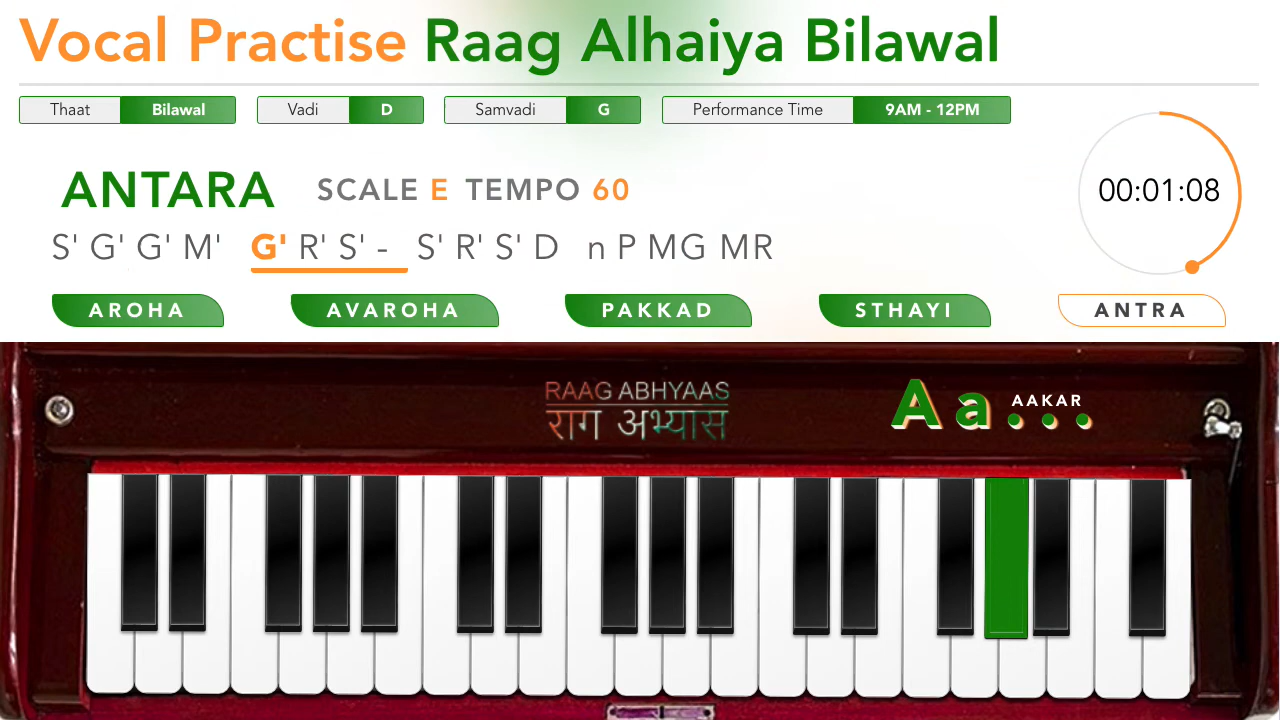 Vocal Practise Raag Alhaiya Bilawal
Thaat Bilawal Vadi D Samvadi G Performance Time 9AM - 12PM
ANTARA SCALE E TEMPO 60
00:01:08
S' G' G' M' G' R' S' - S' R' S' D n P MG MR
AROHA AVAROHA PAKKAD STHAYI ANTRA
RAAG ABHYAAS
राग अभ्यास
Aa... AAKAR